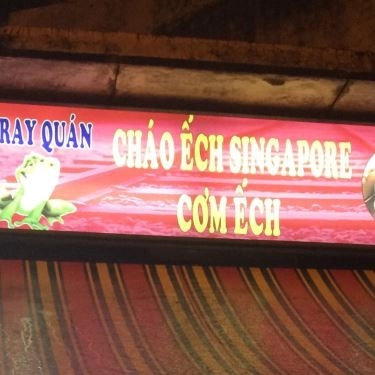 RAY QUÁN
CHÁO ẾCH SINGAPORE
CƠM ẾCH